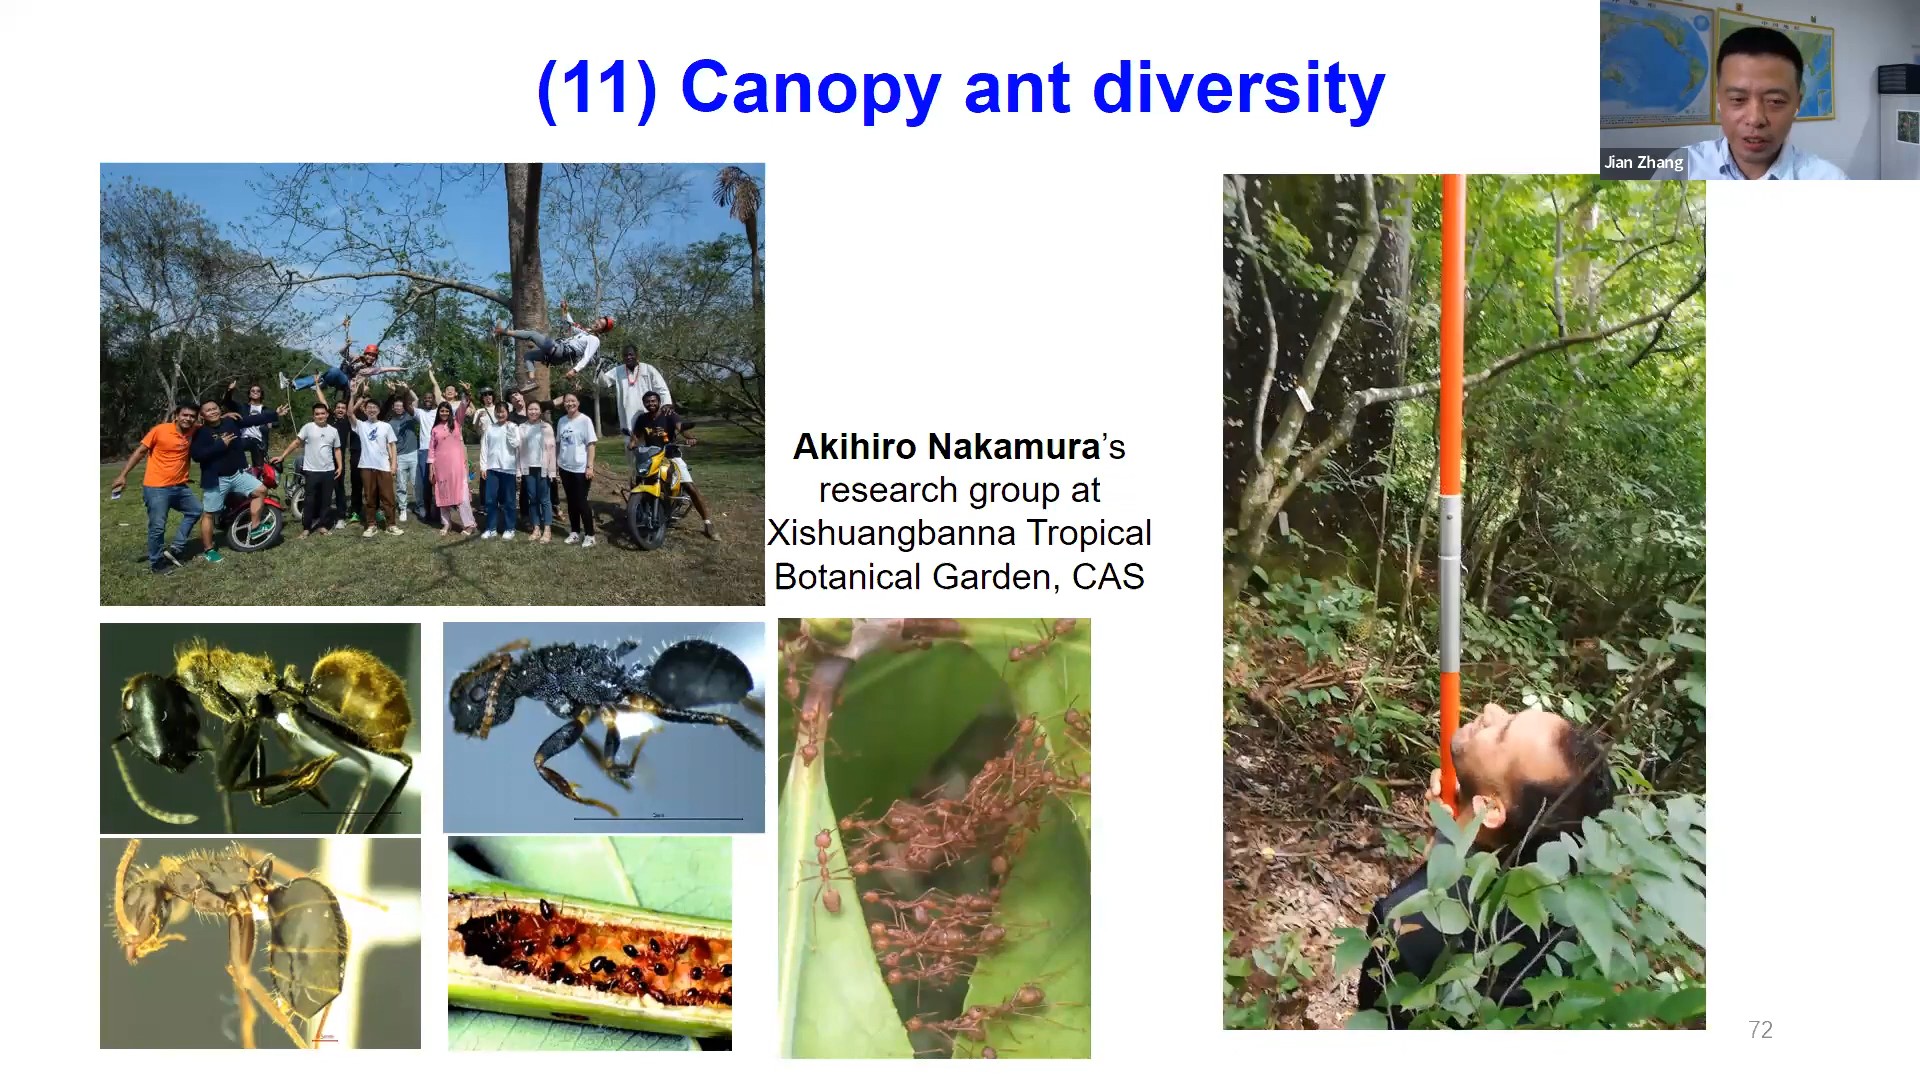 (11) Canopy ant diversity
Jian Zhang
Akihiro Nakamura’s
research group at
Xishuangbanna Tropical
Botanical Garden, CAS
72